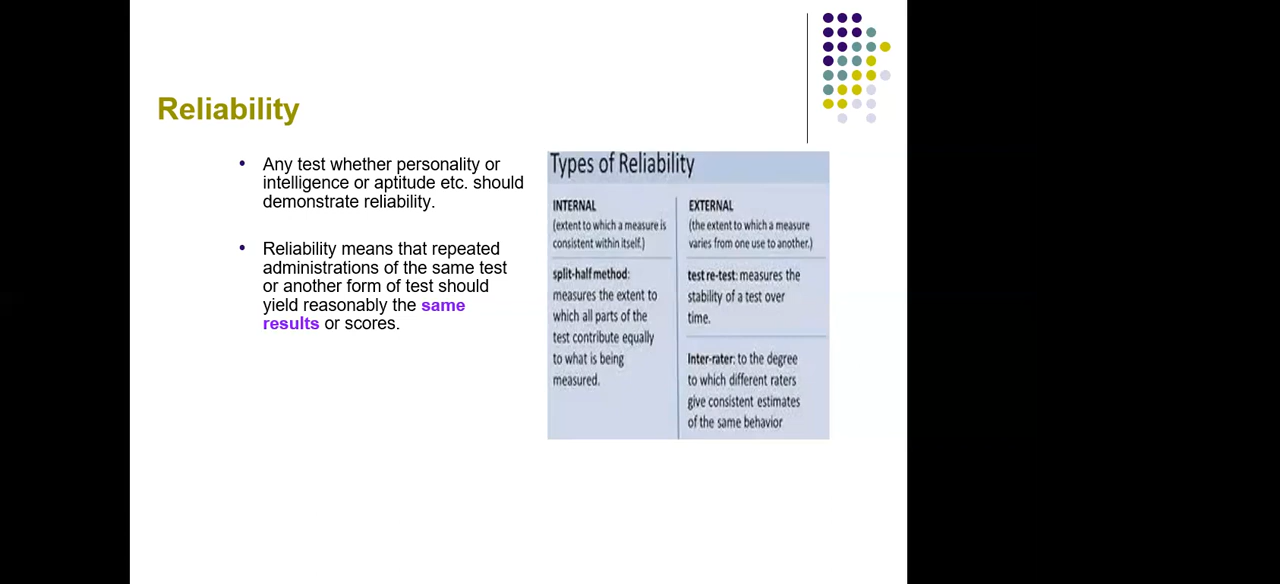 Reliability
• Any test whether personality or
intelligence or aptitude etc. should
demonstrate reliability.
• Reliability means that repeated
administrations of the same test
or another form of test should
yield reasonably the same
results or scores.
Types of Reliability
INTERNAL
(extent to which a measure is
consistent within itself.)
split-half method:
measures the extent to
which all parts of the
test contribute equally
to what is being
measured.
EXTERNAL
(the extent to which a measure
varies from one use to another.)
test re-test: measures the
stability of a test over
time.
Inter-rater: to the degree
to which different raters
give consistent estimates
of the same behavior